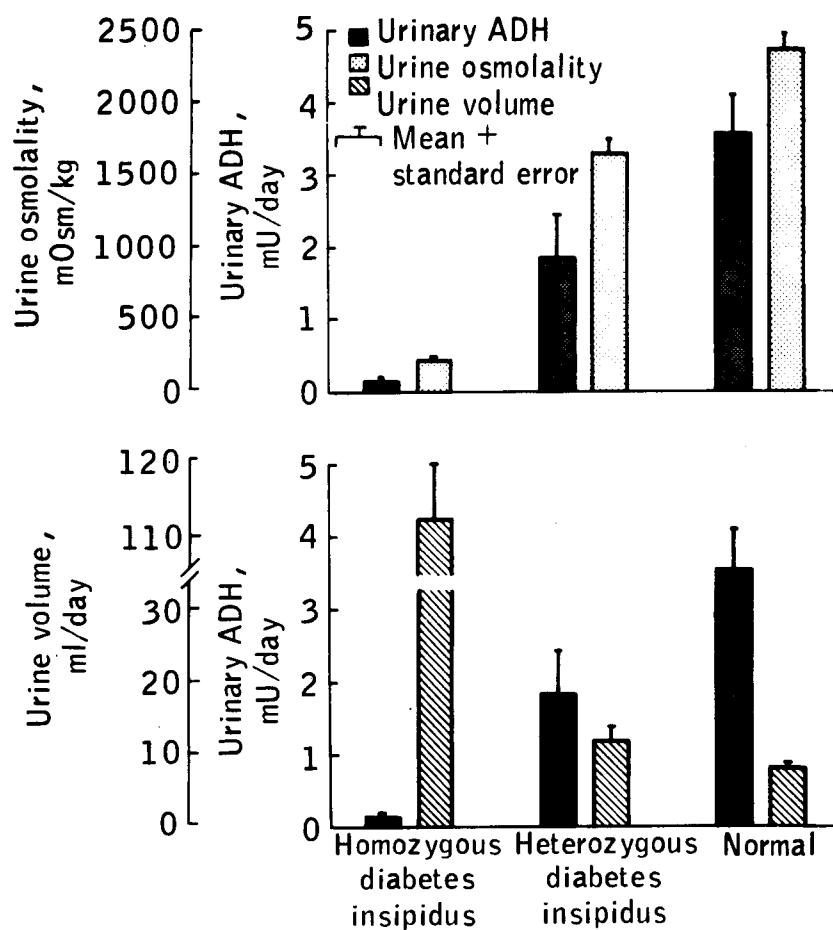 Urine osmolality,
mOsm/kg
2500
2000
1500
1000
500
0
Urinary ADH,
mU/day
5
4
3
2
1
0
Urinary ADH
Urine osmolality
Urine volume
Mean +
standard error
Urine volume,
ml/day
120
110
30
20
10
0
Urinary ADH,
mU/day
5
4
3
2
1
0
Homozygous
diabetes
insipidus
Heterozygous
diabetes
insipidus
Normal